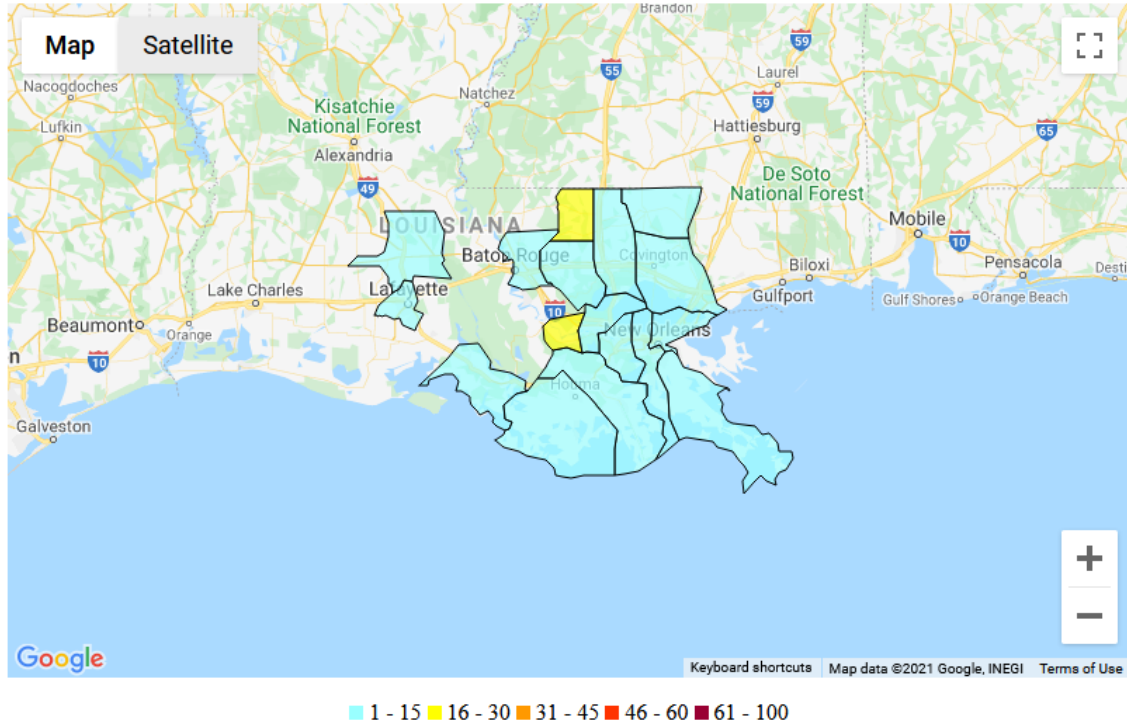 Brandon
Map Satellite
59
55
Laurel
Nacogdoches
Natchez
Kisatchie
National Forest
59
Lufkin
Hattiesburg
65
Alexandria
De Soto
National Forest
49
LOUISIANA
Mobile
10
Baton Rouge
Covington
Pensacola
Biloxi
Desti
Lake Charles
Lafayette
Gulfport
Gulf Shores
Orange Beach
10
Beaumont
Orange
New Orleans
n
10
Houma
Galveston
+
−
Google
Keyboard shortcuts Map data ©2021 Google, INEGI Terms of Use
1 - 15 16 - 30 31 - 45 46 - 60 61 - 100